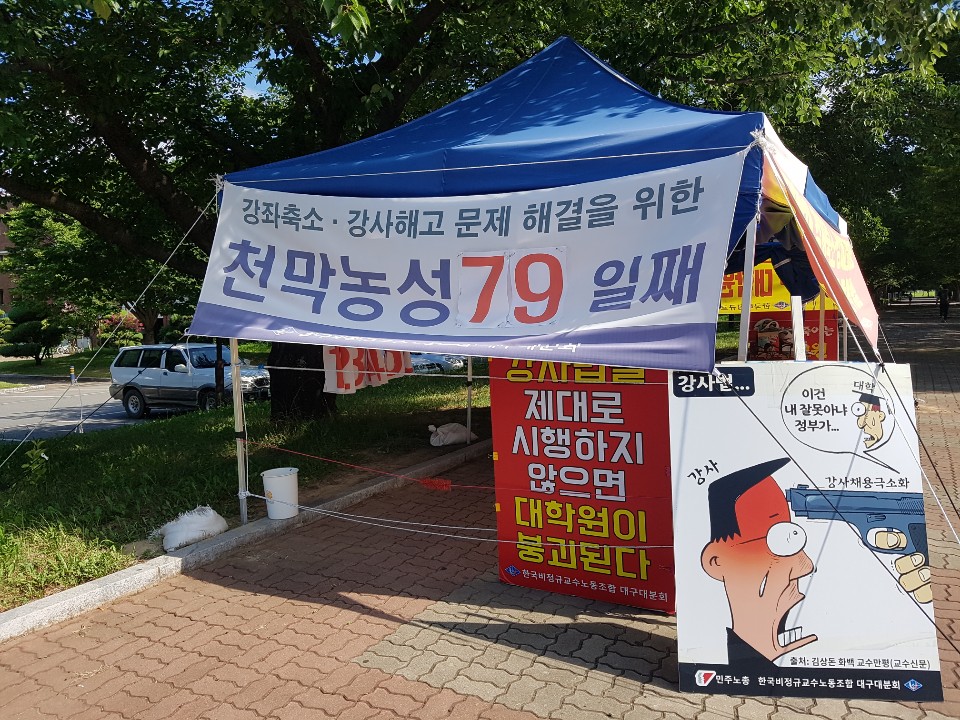 강좌축소 · 강사해고 문제 해결을 위한
천막농성 79 일째
강사법을
제대로
시행하지
않으면
대학원이
붕괴된다
한국비정규교수노동조합 대구대분회
강사법...
이건
내 잘못아냐
정부가...
대학
강사
강사채용극소화
출처: 김상돈 화백 교수만평(교수신문)
민주노총 한국비정규교수노동조합 대구대분회